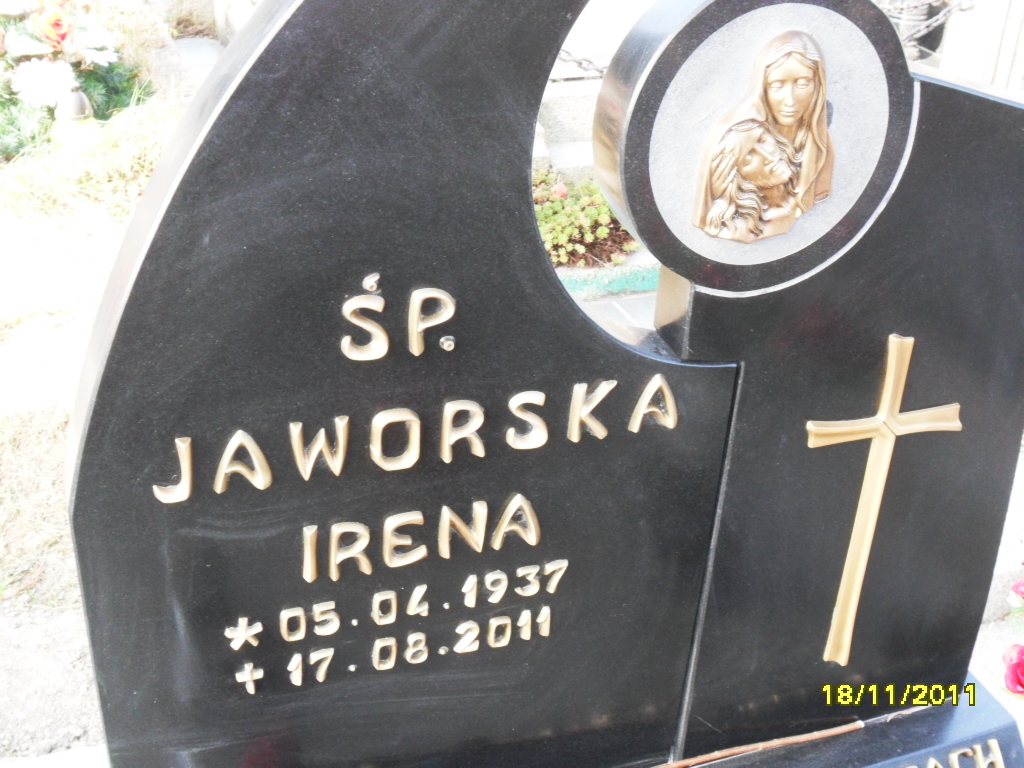 ŚP.
JAWORSKA
IRENA
* 05.04.1937
+ 17.08.2011
18/11/2011